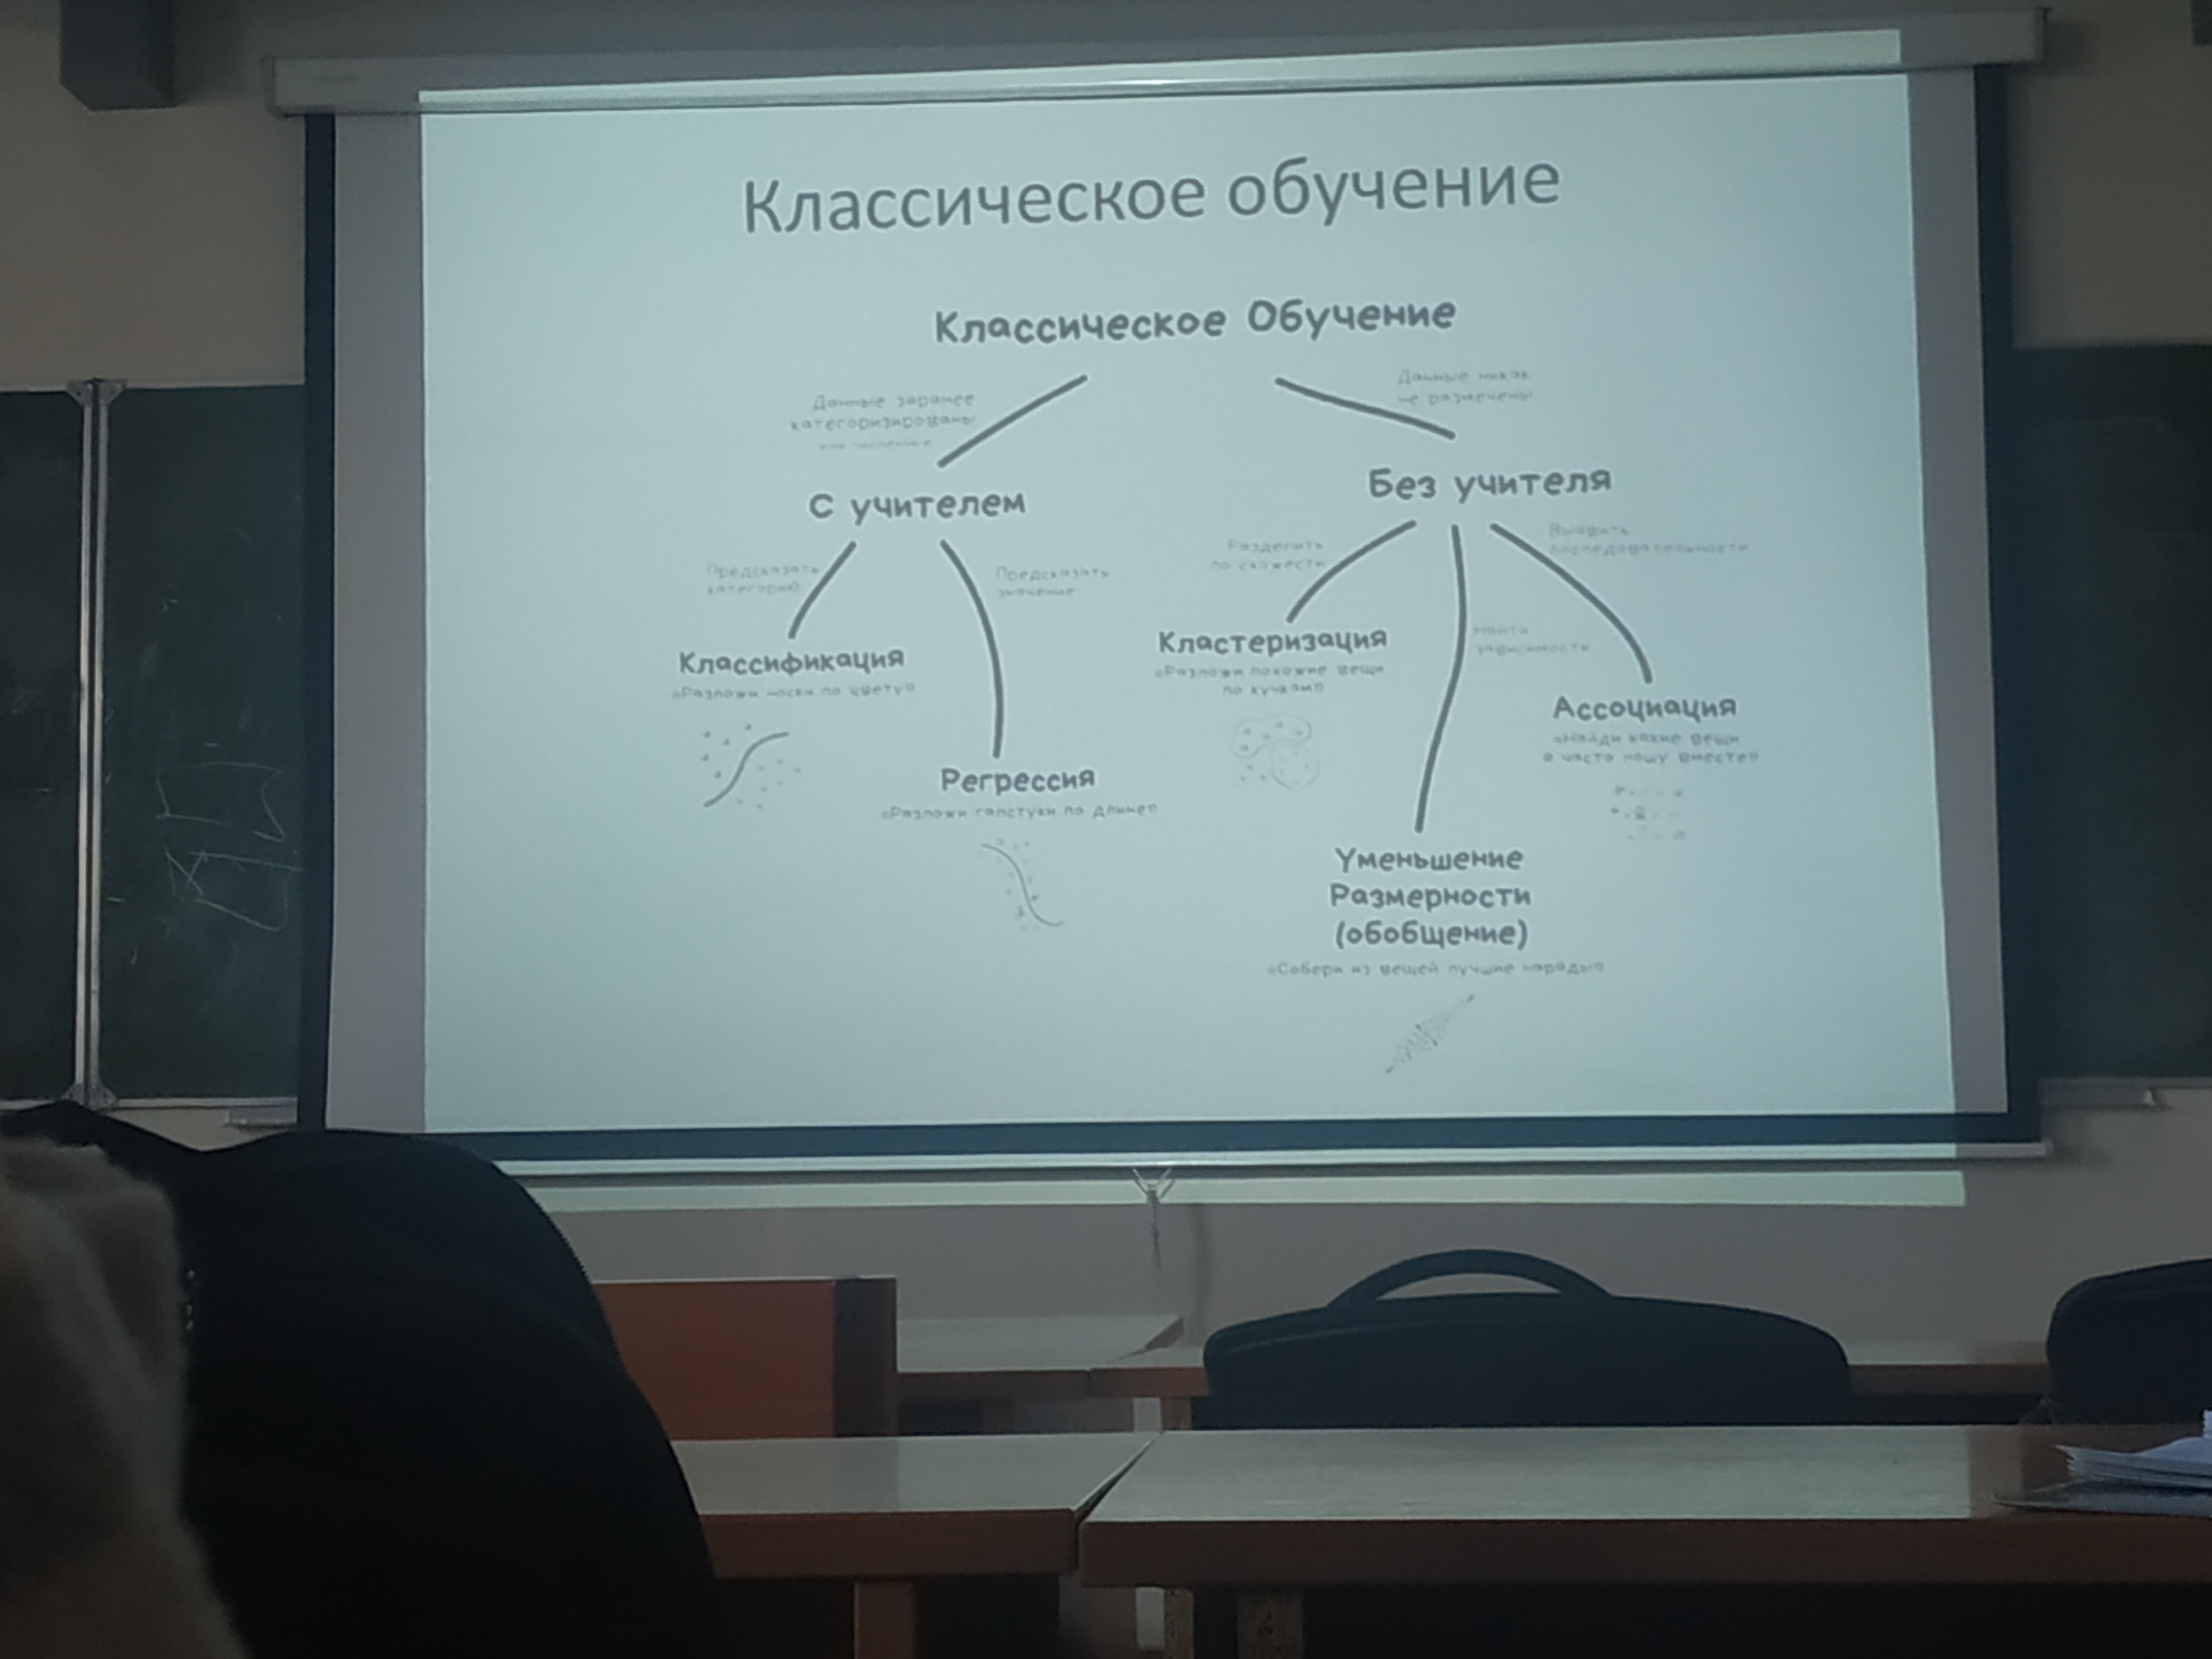 Классическое обучение
Классическое Обучение
Данные заранее
категоризированы
или численные
Данные никак
не размечены
С учителем
Без учителя
Предсказать
категорию
Предсказать
значение
Разделить
по схожести
Выявить
последовательности
Найти
зависимости
Классификация
«Разложи носки по цвету»
Регрессия
«Разложи галстуки по длине»
Кластеризация
«Разложи похожие вещи
по кучкам»
Ассоциация
«Найди какие вещи
я часто ношу вместе»
Уменьшение
Размерности
(обобщение)
«Собери из вещей лучшие наряды»